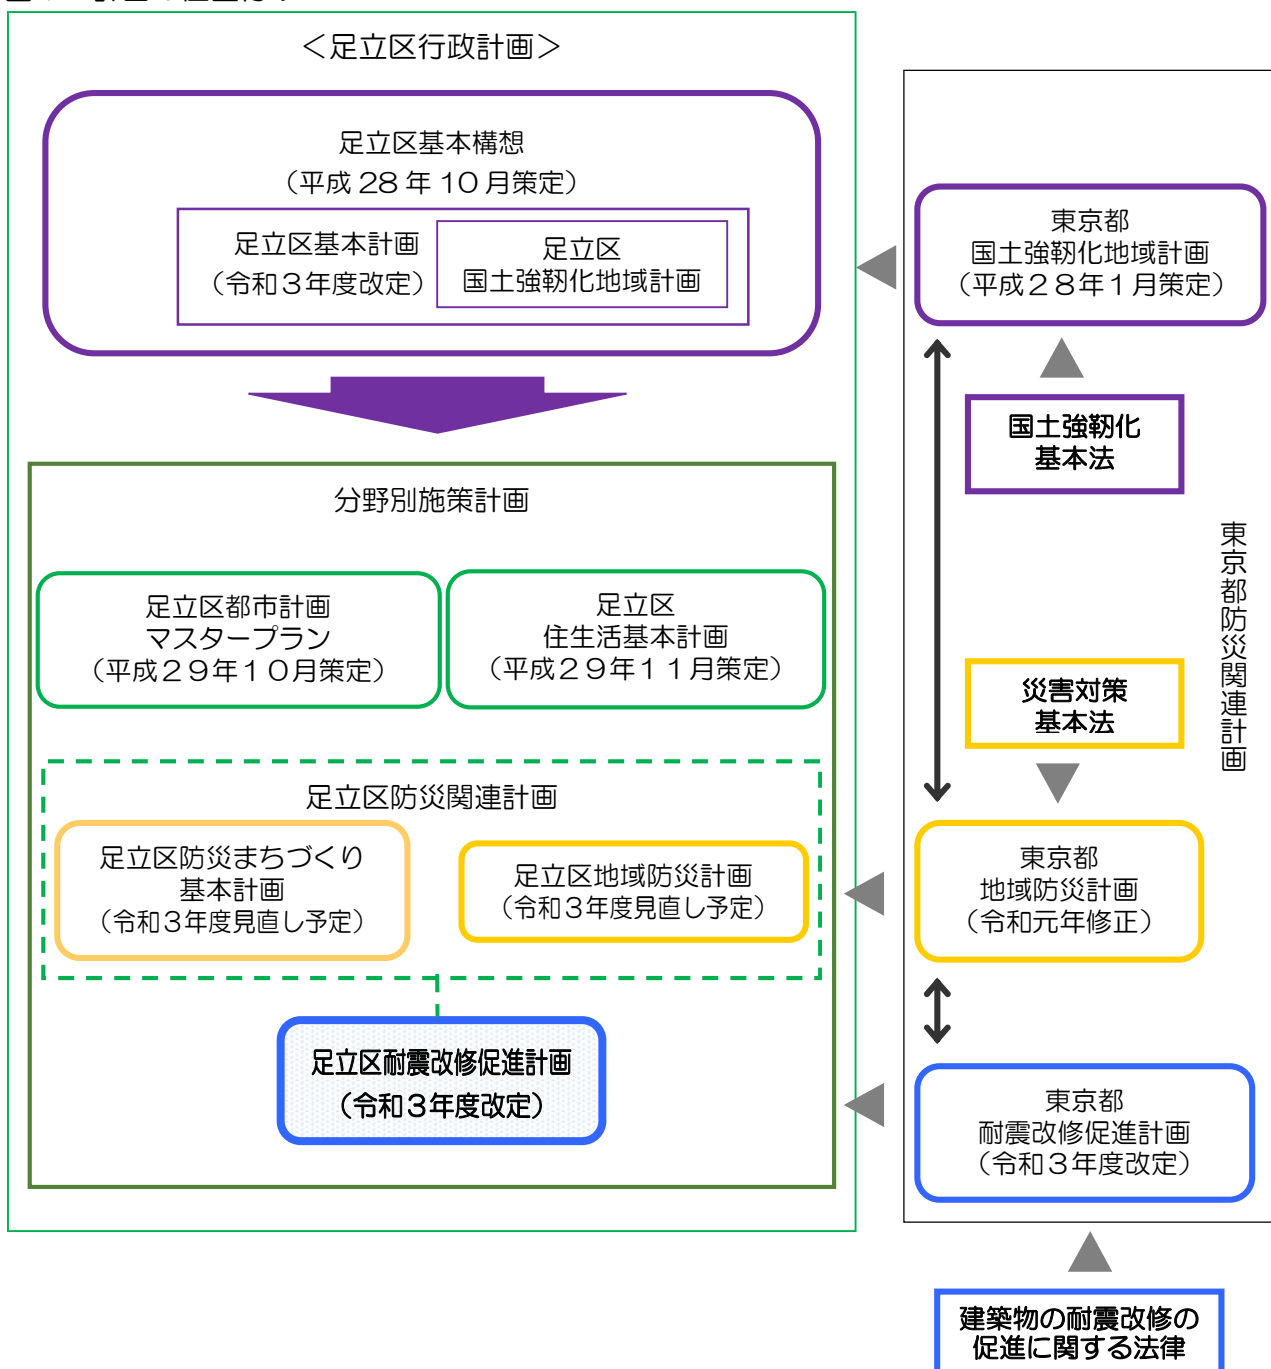 ＜足立区行政計画＞
足立区基本構想
（平成28年10月策定）
足立区基本計画
（令和３年度改定）
足立区
国土強靭化地域計画
分野別施策計画
足立区都市計画
マスタープラン
（平成２９年１０月策定）
足立区
住生活基本計画
（平成２９年１１月策定）
足立区防災関連計画
足立区防災まちづくり
基本計画
（令和３年度見直し予定）
足立区地域防災計画
（令和３年度見直し予定）
足立区耐震改修促進計画
（令和３年度改定）
東京都
国土強靭化地域計画
（平成２８年１月策定）
国土強靭化
基本法
東京都防災関連計画
災害対策
基本法
東京都
地域防災計画
（令和元年修正）
東京都
耐震改修促進計画
（令和３年度改定）
建築物の耐震改修の
促進に関する法律